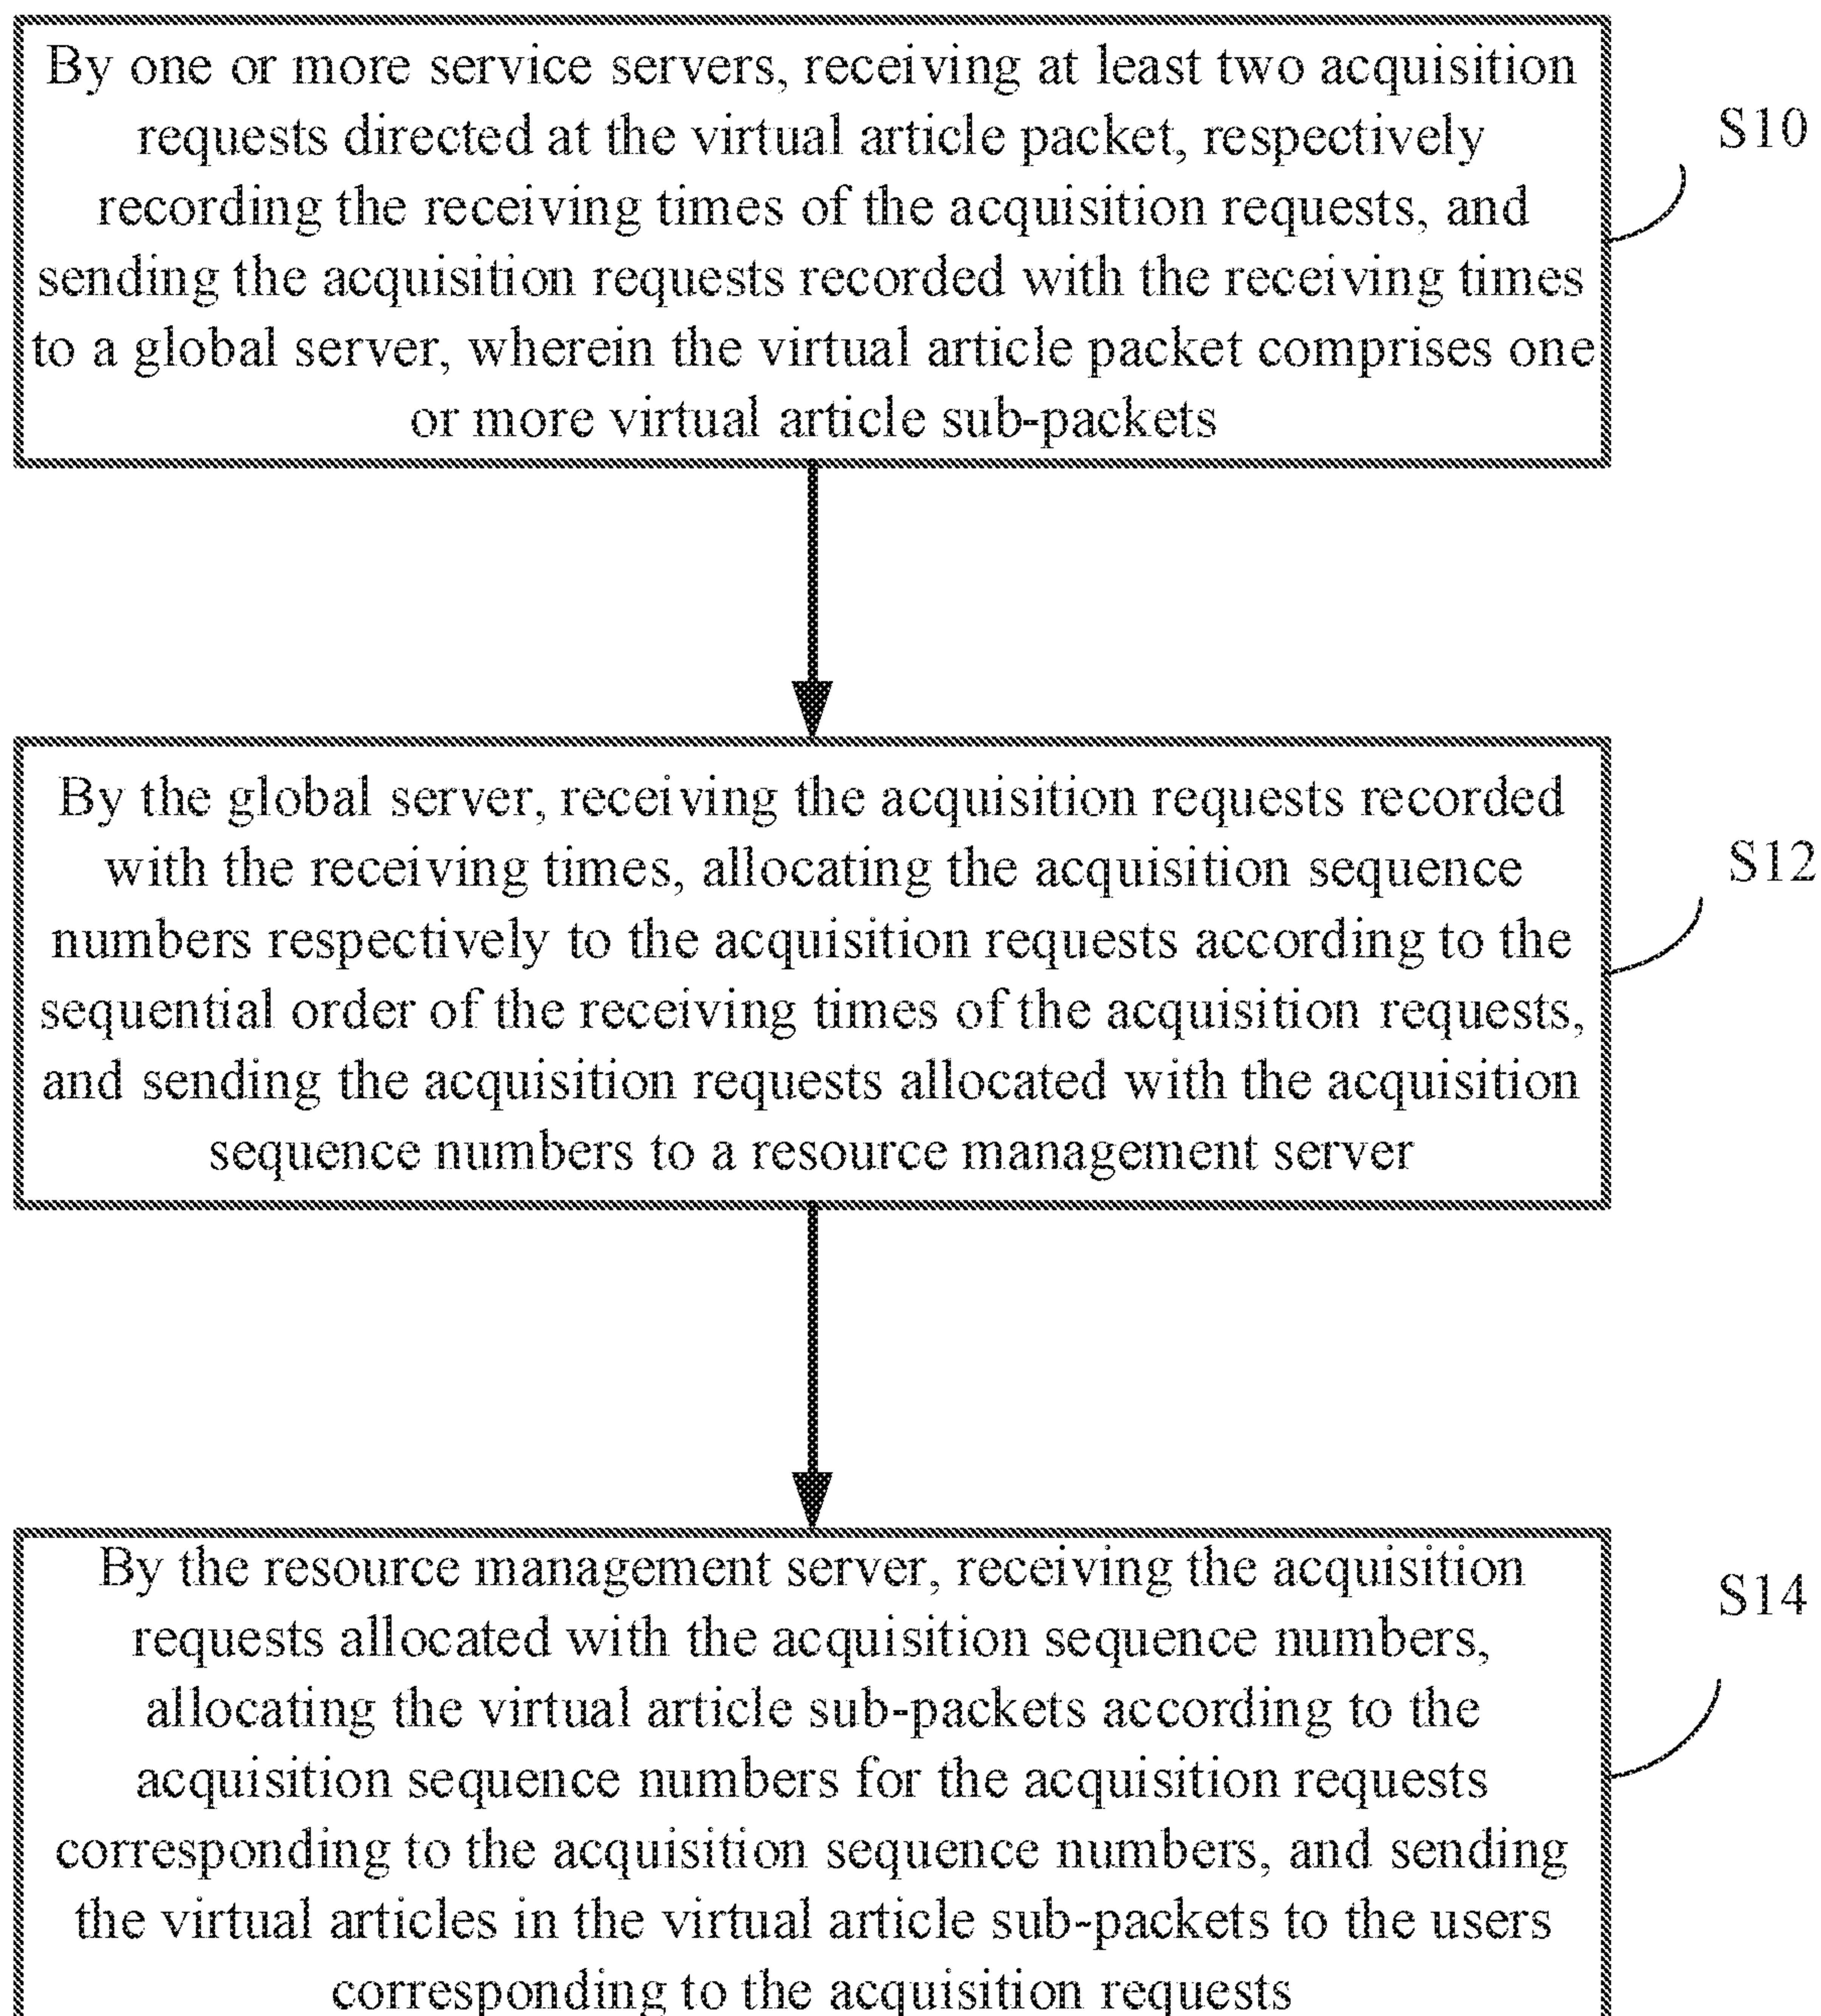 By one or more service servers, receiving at least two acquisition
requests directed at the virtual article packet, respectively
recording the receiving times of the acquisition requests, and
sending the acquisition requests recorded with the receiving times
to a global server, wherein the virtual article packet comprises one
or more virtual article sub-packets
S10
By the global server, receiving the acquisition requests recorded
with the receiving times, allocating the acquisition sequence
numbers respectively to the acquisition requests according to the
sequential order of the receiving times of the acquisition requests,
and sending the acquisition requests allocated with the acquisition
sequence numbers to a resource management server
S12
By the resource management server, receiving the acquisition
requests allocated with the acquisition sequence numbers,
allocating the virtual article sub-packets according to the
acquisition sequence numbers for the acquisition requests
corresponding to the acquisition sequence numbers, and sending
the virtual articles in the virtual article sub-packets to the users
corresponding to the acquisition requests
S14